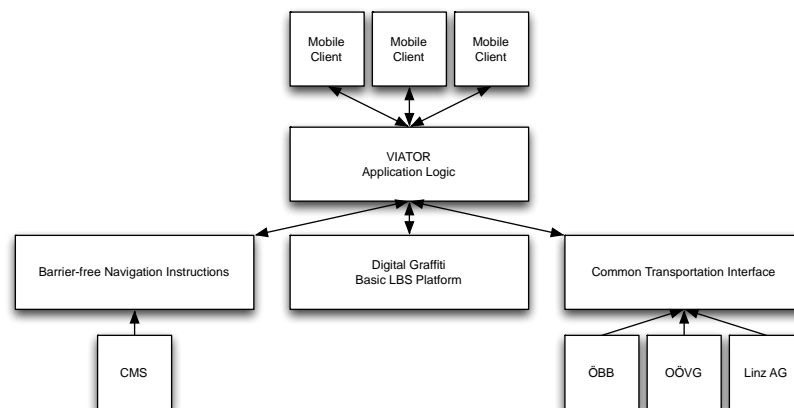 Mobile
Client
Mobile
Client
Mobile
Client
VIATOR
Application Logic
Barrier-free Navigation Instructions
Digital Graffiti
Basic LBS Platform
Common Transportation Interface
CMS
ÖBB
OÖVG
Linz AG